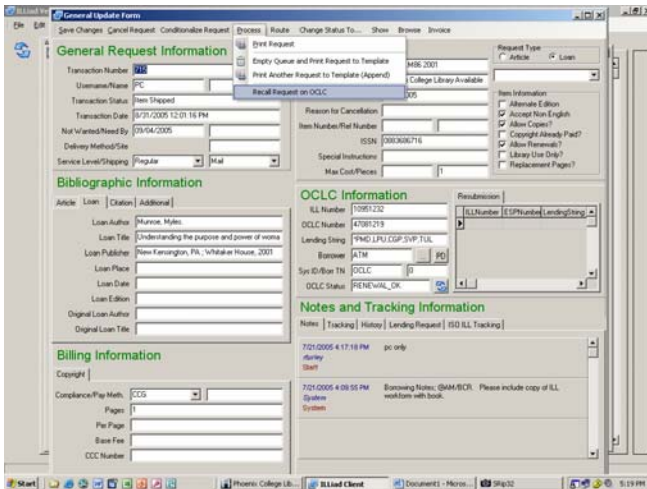 General Update Form
Save Changes Cancel Request Conditionalize Request Process Route Change Status To... Show Browse Invoice
Print Request
Empty Queue and Print Request to Template
Print Another Request to Template (Append)
Recall Request on OCLC
General Request Information
Transaction Number 715
Username/Name PC
Transaction Status Item Shipped
Transaction Date 8/31/2005 12:01:16 PM
Not Wanted/Need By 09/04/2005
Delivery Method/Site
Service Level/Shipping Regular Mail
M86 2001
College Library Available
Reason for Cancellation
Item Number/Ref Number
ISSN 0883686716
Special Instructions
Max Cost/Pieces 1
Request Type
Article Loan
Item Information
Alternate Edition
Accept Non English
Allow Copies?
Copyright Already Paid?
Allow Renewals?
Library Use Only?
Replacement Pages?
Bibliographic Information
Article Loan Citation Additional
Loan Author Munroe, Myles.
Loan Title Understanding the purpose and power of woma
Loan Publisher New Kensington, PA ; Whitaker House, 2001
Loan Place
Loan Date
Loan Edition
Original Loan Author
Original Loan Title
OCLC Information
ILL Number 10951232
OCLC Number 47081219
Lending String *PMD,LPU,CGP,SVP,TUL
Borrower ATM ... PD
Sys ID/Bor TN OCLC 0
OCLC Status RENEWAL_OK
Resubmission
ILLNumber ESPNumber LendingString
Billing Information
Copyright
Compliance/Pay Meth. CCG
Pages 1
Per Page
Base Fee
CCC Number
Notes and Tracking Information
Notes Tracking History Lending Request ISO ILL Tracking
7/21/2005 4:17:18 PM pc only
Staff
7/21/2005 4:09:55 PM Borrowing Notes; @AM/BCR. Please include copy of ILL workform with book.
System
System
Start Phoenix College Lib... ILLiad Client Document1 - Micros... SRip32 5:19 PM